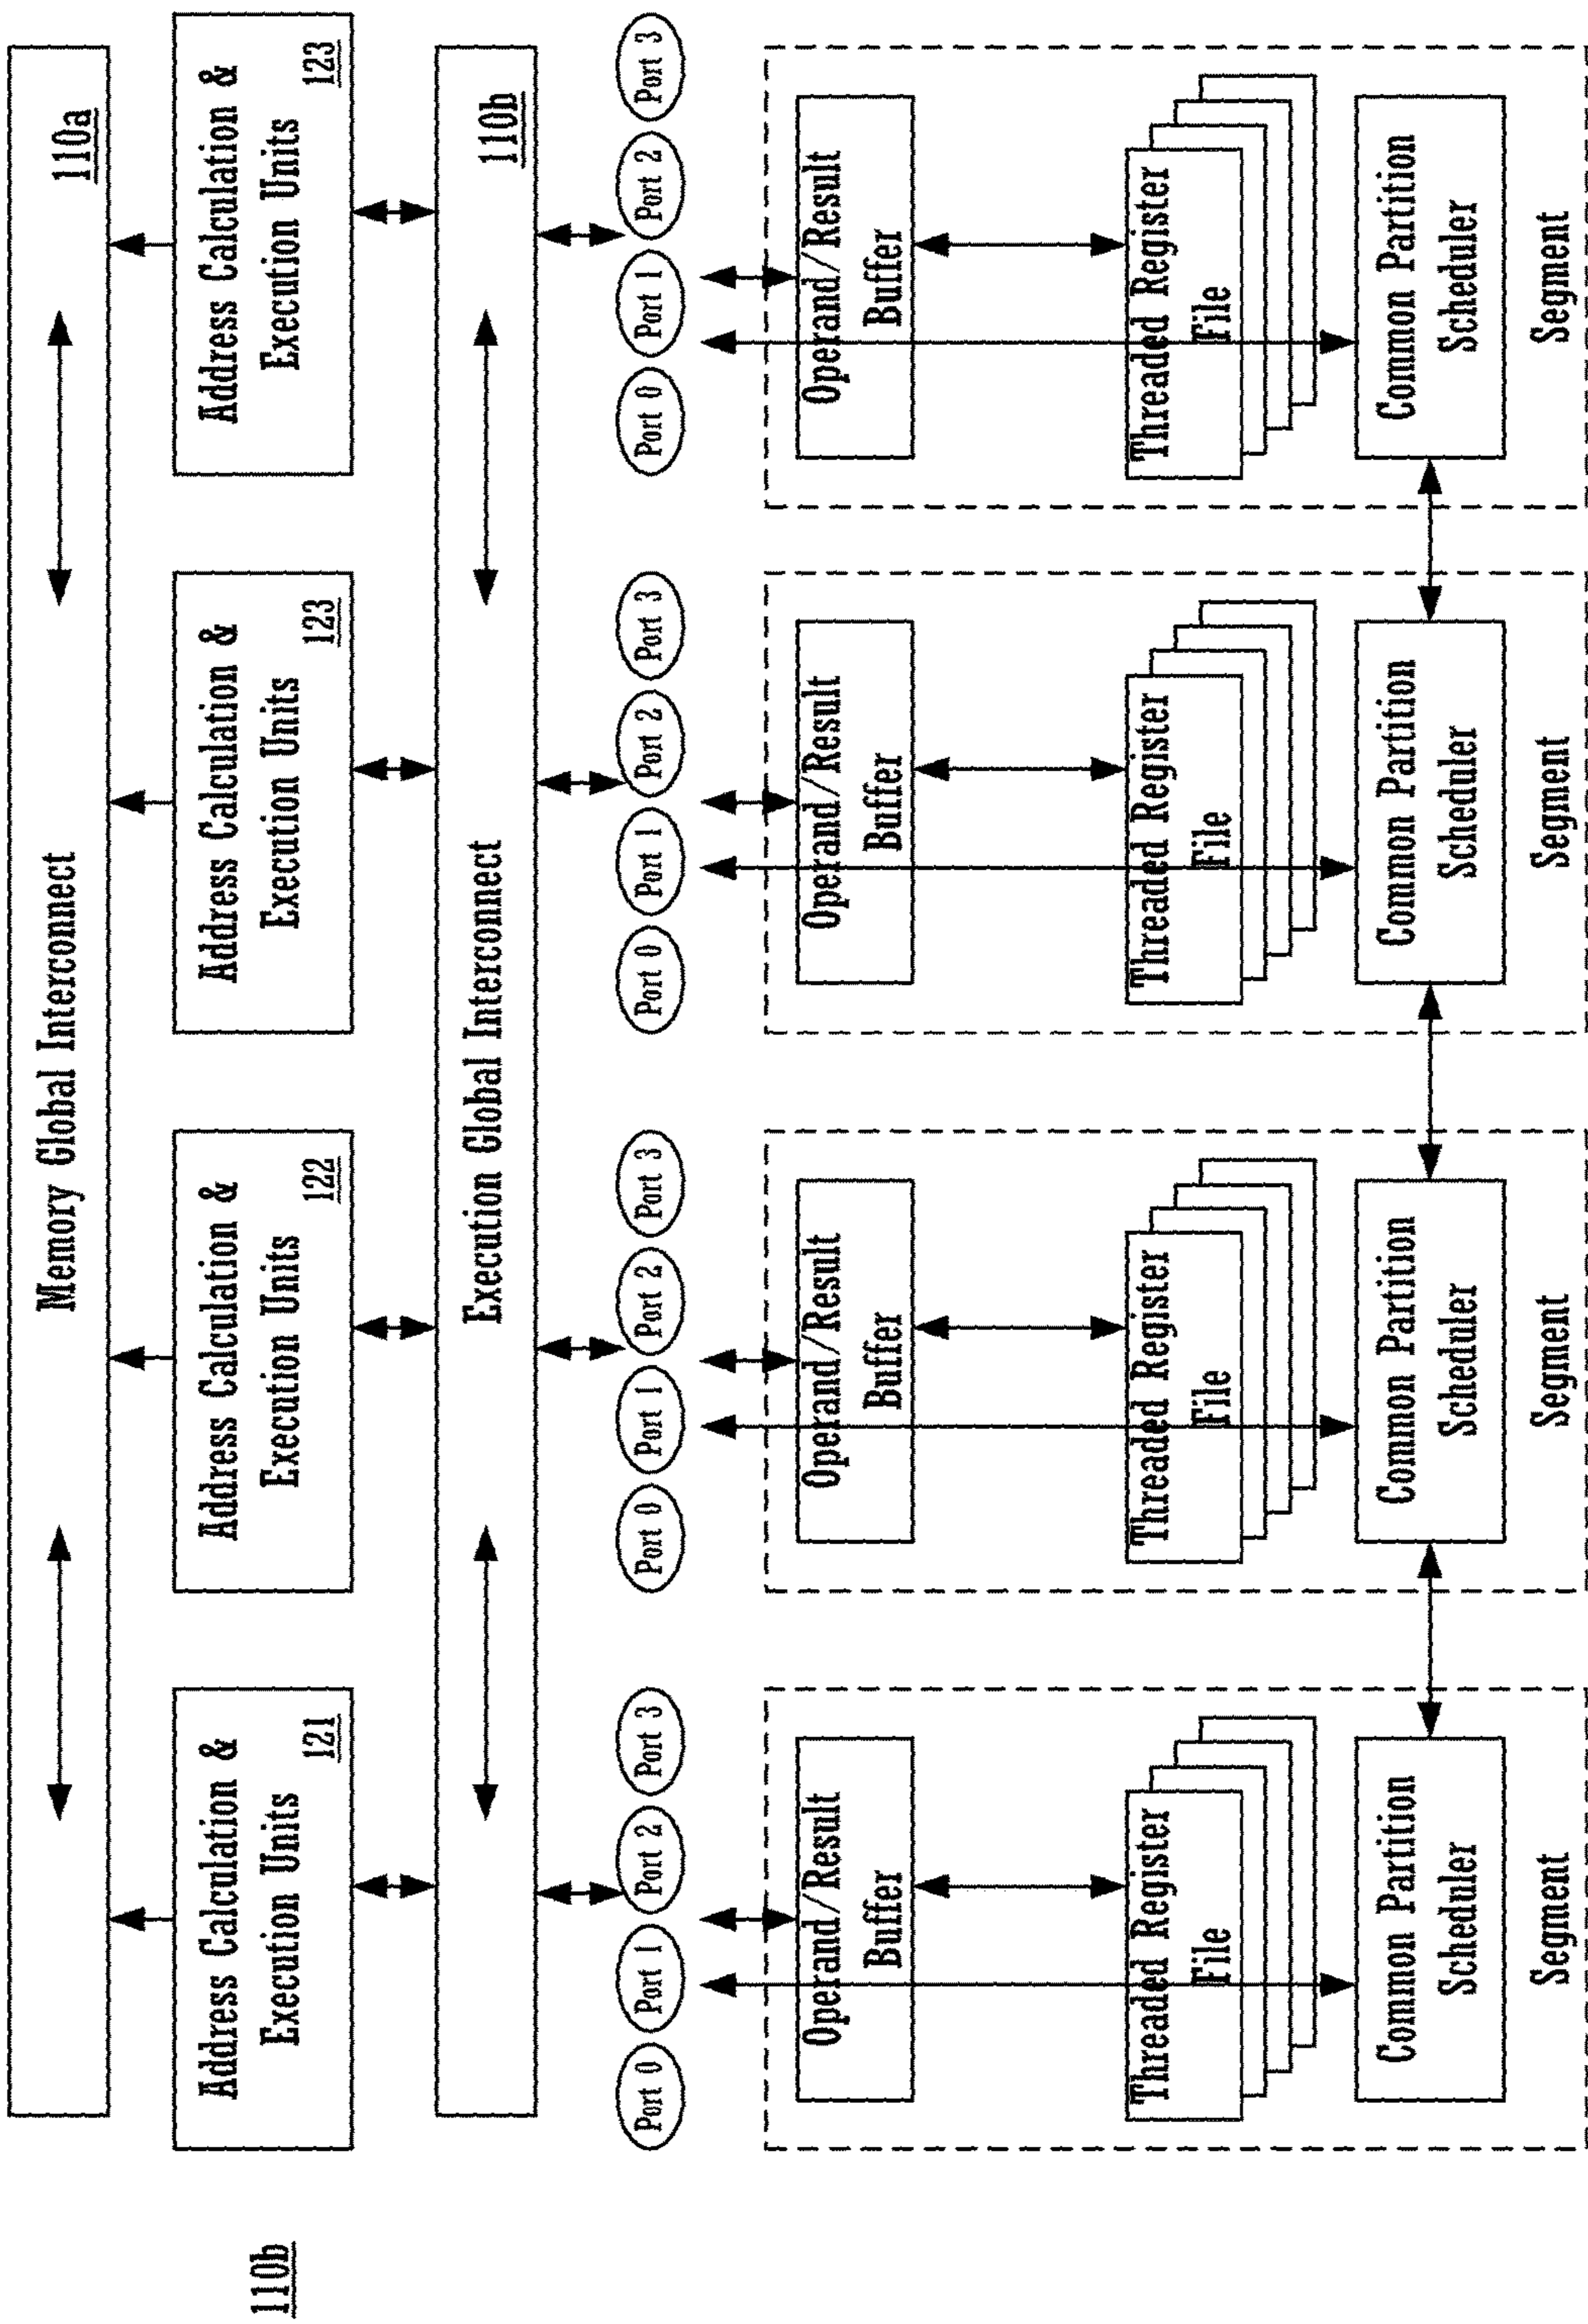 110b
Memory Global Interconnect
110a
Address Calculation &
Execution Units
121
Address Calculation &
Execution Units
122
Address Calculation &
Execution Units
123
Address Calculation &
Execution Units
123
Execution Global Interconnect
110b
Port 0
Port 1
Port 2
Port 3
Port 0
Port 1
Port 2
Port 3
Port 0
Port 1
Port 2
Port 3
Port 0
Port 1
Port 2
Port 3
Operand/Result
Buffer
Threaded Register
File
Common Partition
Scheduler
Segment
Operand/Result
Buffer
Threaded Register
File
Common Partition
Scheduler
Segment
Operand/Result
Buffer
Threaded Register
File
Common Partition
Scheduler
Segment
Operand/Result
Buffer
Threaded Register
File
Common Partition
Scheduler
Segment